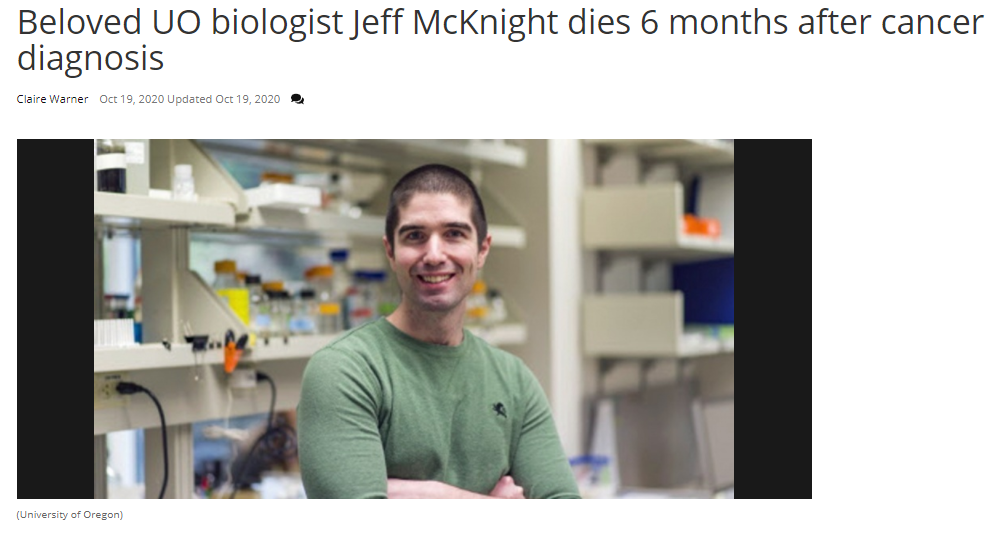 Beloved UO biologist Jeff McKnight dies 6 months after cancer
diagnosis
Claire Warner Oct 19, 2020 Updated Oct 19, 2020
(University of Oregon)